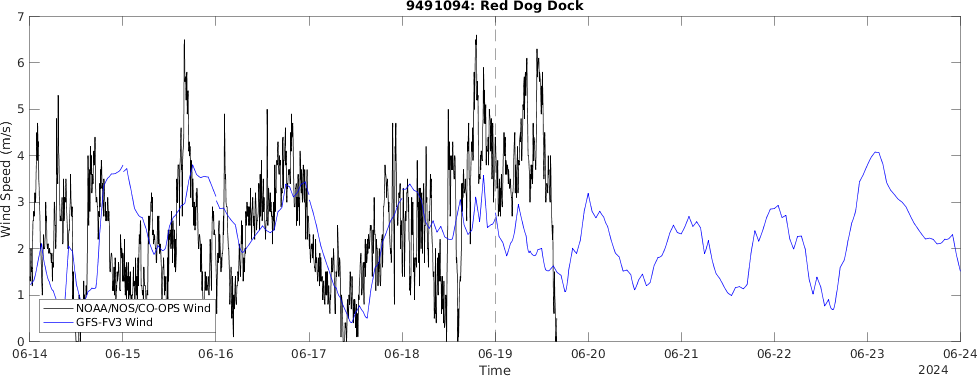 9491094: Red Dog Dock
Wind Speed (m/s)
7
6
5
4
3
2
1
0
NOAA/NOS/CO-OPS Wind
GFS-FV3 Wind
06-14 06-15 06-16 06-17 06-18 06-19 06-20 06-21 06-22 06-23 06-24
Time
2024